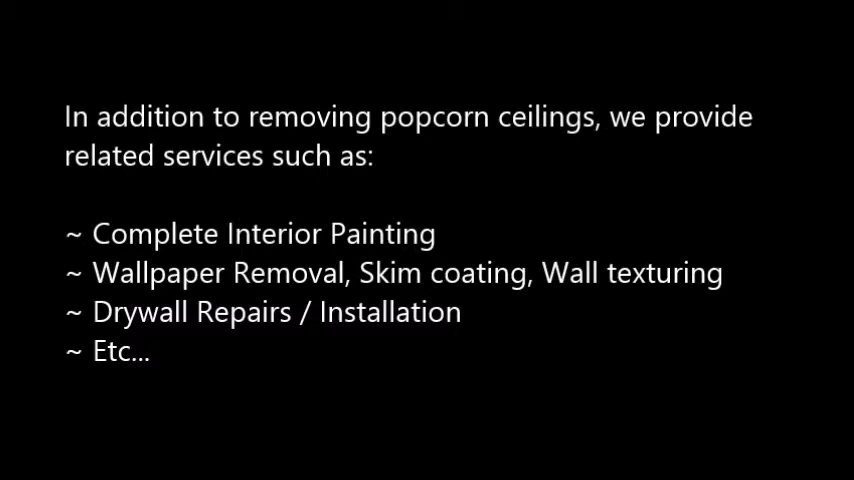 In addition to removing popcorn ceilings, we provide
related services such as:
~ Complete Interior Painting
~ Wallpaper Removal, Skim coating, Wall texturing
~ Drywall Repairs / Installation
~ Etc...